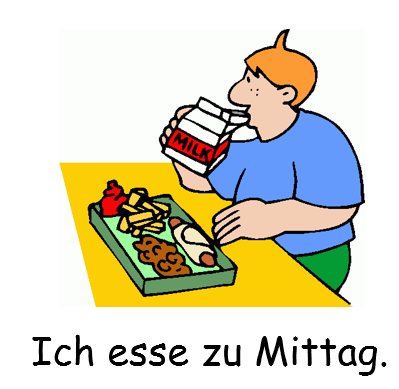 MILK
Ich esse zu Mittag.